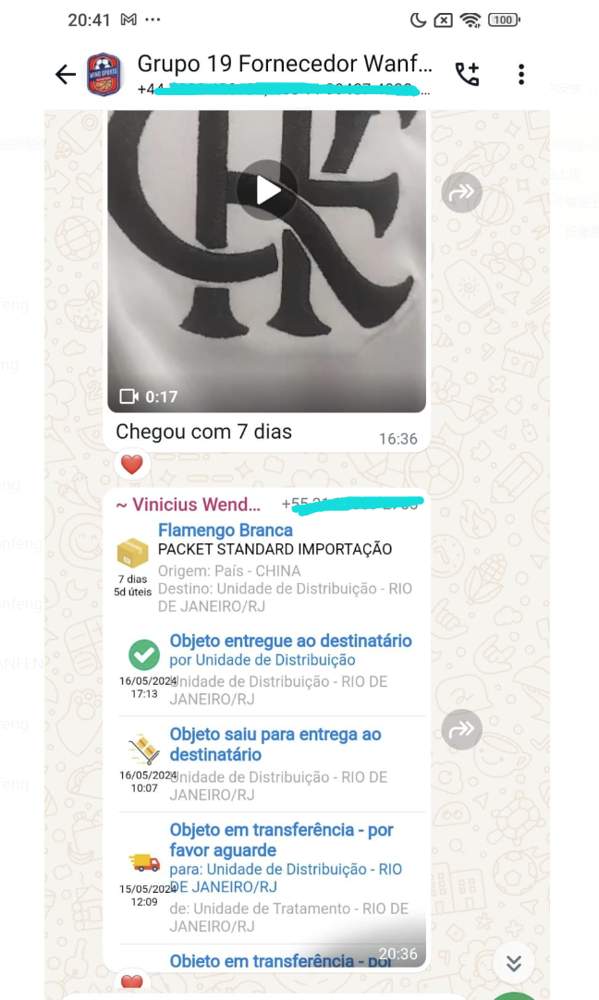 20:41
100
Grupo 19 Fornecedor Wanf...
+44
0:17
Chegou com 7 dias
16:36
~ Vinicius Wend...
Flamengo Branca
PACKET STANDARD IMPORTAÇÃO
7 dias
5d úteis
Origem: País - CHINA
Destino: Unidade de Distribuição - RIO
DE JANEIRO/RJ
Objeto entregue ao destinatário
por Unidade de Distribuição
16/05/2024
17:13
Unidade de Distribuição - RIO DE
JANEIRO/RJ
Objeto saiu para entrega ao
destinatário
16/05/2024
10:07
Unidade de Distribuição - RIO DE
JANEIRO/RJ
Objeto em transferência - por
favor aguarde
para: Unidade de Distribuição - RIO
DE JANEIRO/RJ
15/05/2024
12:09
de: Unidade de Tratamento - RIO DE
JANEIRO/RJ
20:36
Objeto em transferência - por